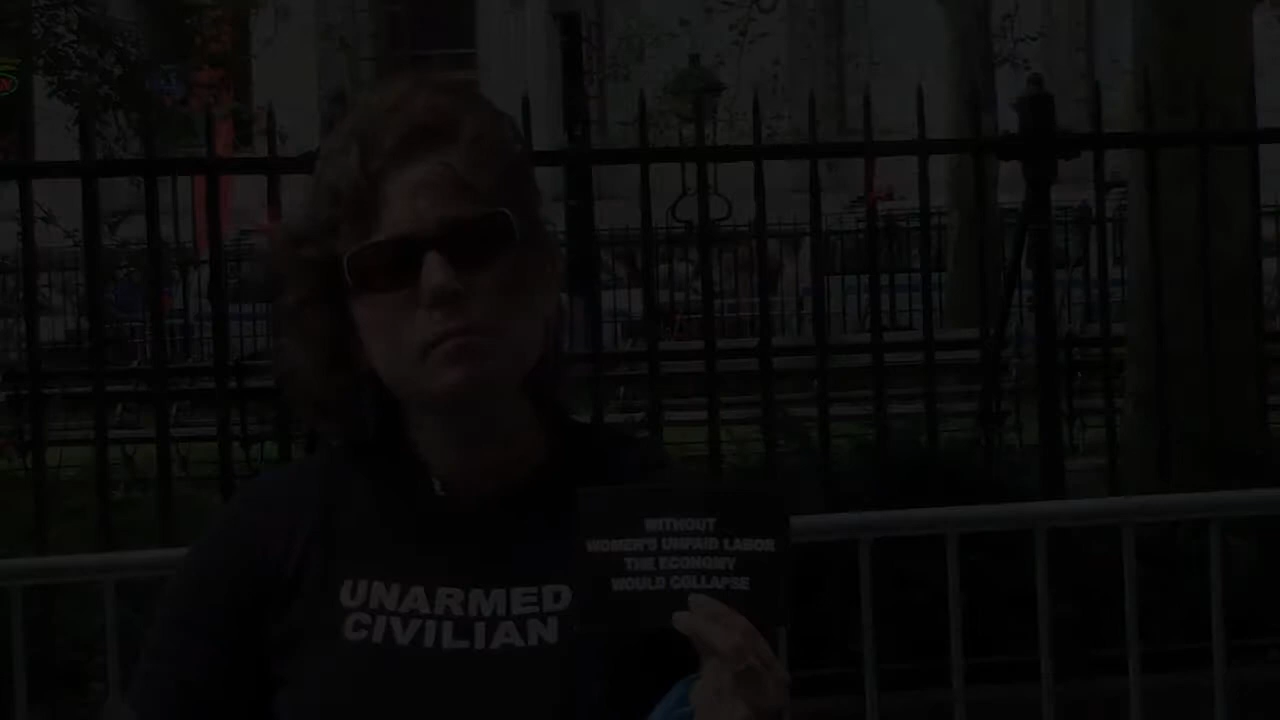 WITHOUT
WOMEN'S UNPAID LABOR
THE ECONOMY
WOULD COLLAPSE
UNARMED
CIVILIAN